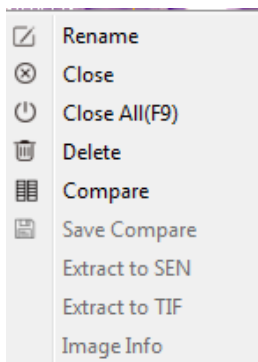 Rename
Close
Close All(F9)
Delete
Compare
Save Compare
Extract to SEN
Extract to TIF
Image Info